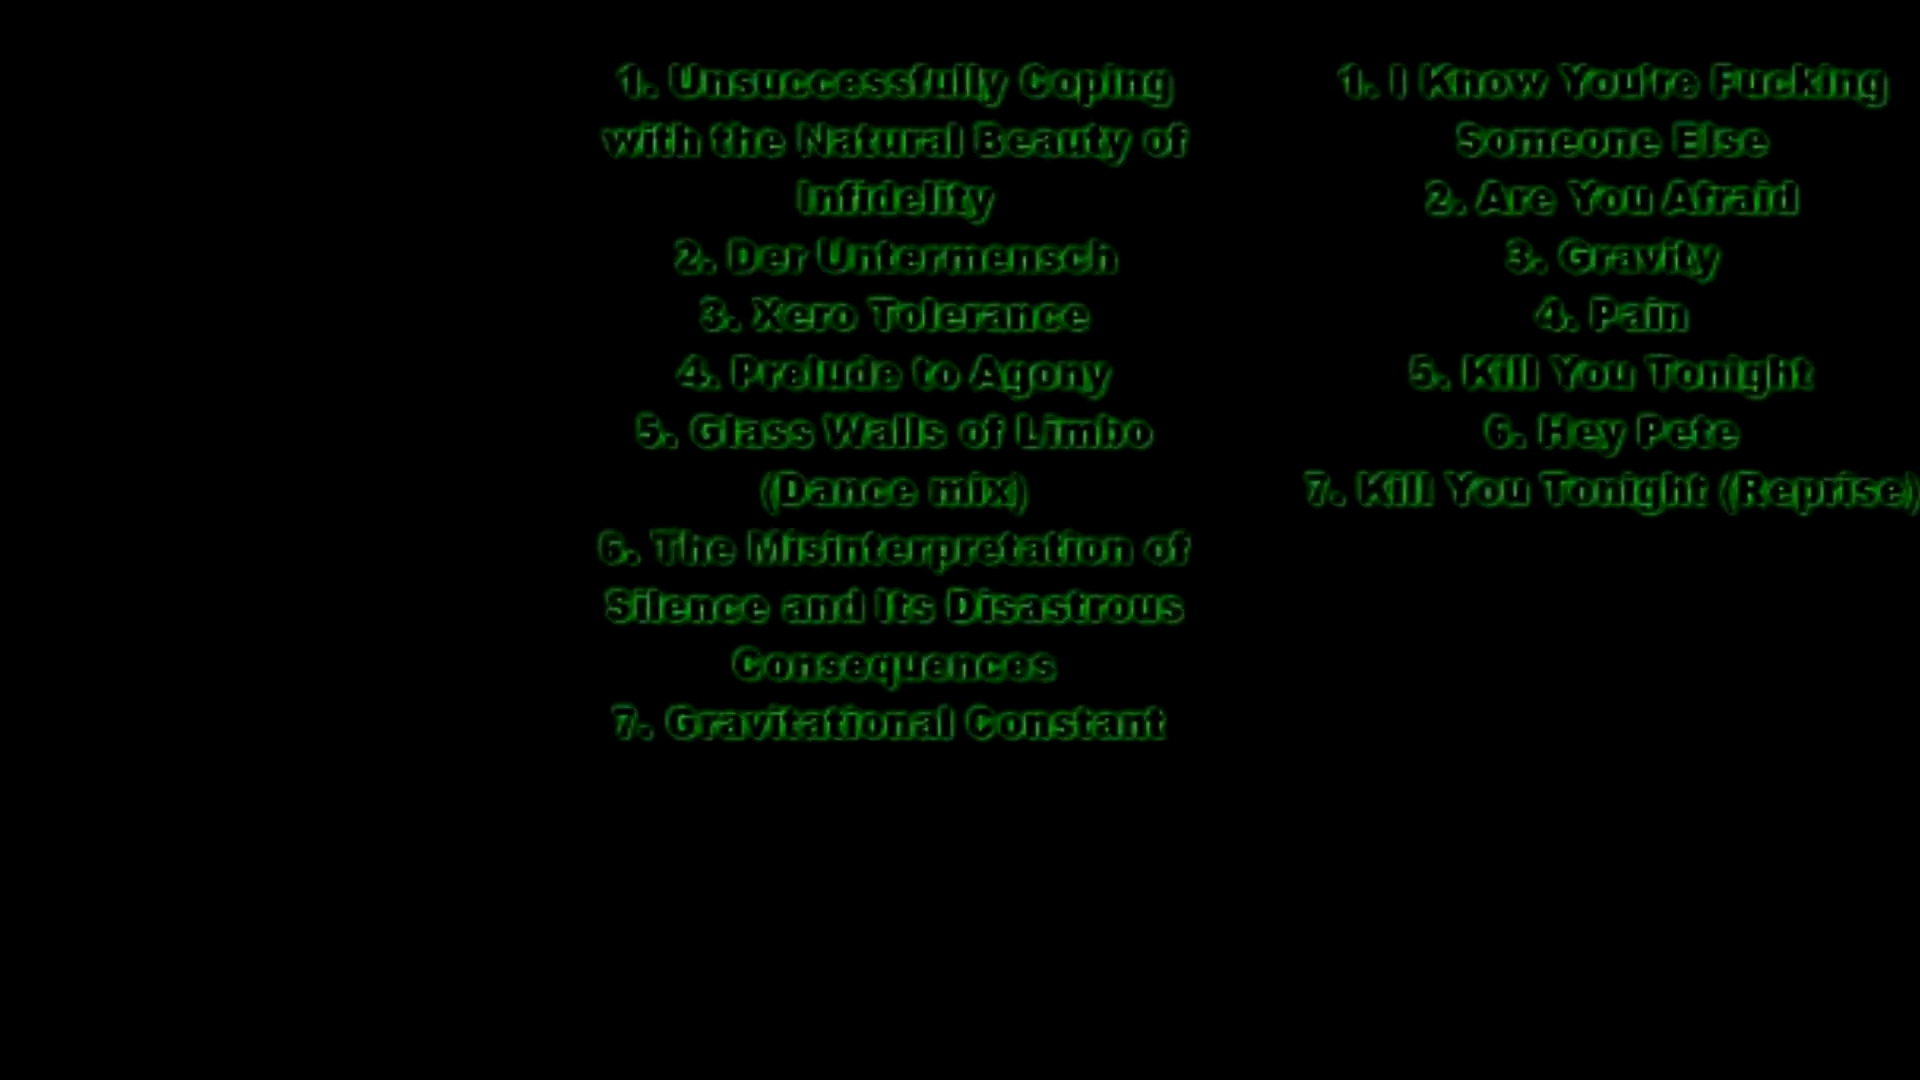 1. Unsuccessfully Coping
with the Natural Beauty of
Infidelity
2. Der Untermensch
3. Xero Tolerance
4. Prelude to Agony
5. Glass Walls of Limbo
(Dance mix)
6. The Misinterpretation of
Silence and Its Disastrous
Consequences
7. Gravitational Constant
1. I Know You're Fucking
Someone Else
2. Are You Afraid
3. Gravity
4. Pain
5. Kill You Tonight
6. Hey Pete
7. Kill You Tonight (Reprise)